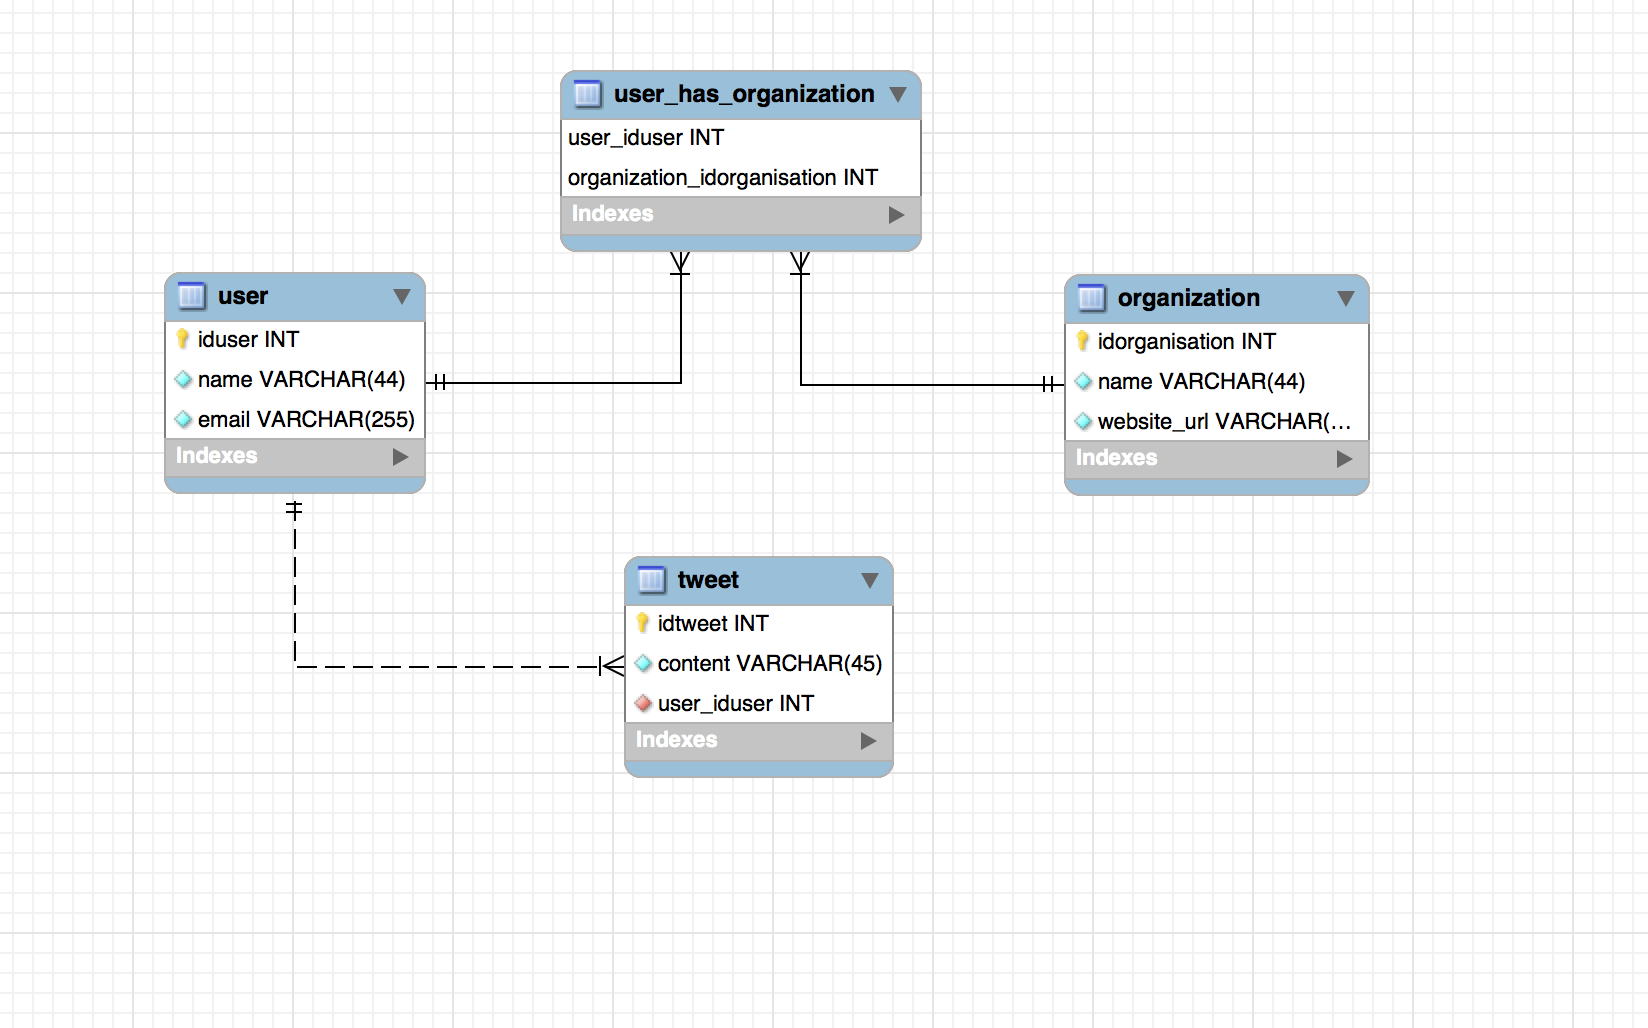 user_has_organization
user_iduser INT
organization_idorganisation INT
Indexes
user
iduser INT
name VARCHAR(44)
email VARCHAR(255)
Indexes
organization
idorganisation INT
name VARCHAR(44)
website_url VARCHAR(...
Indexes
tweet
idtweet INT
content VARCHAR(45)
user_iduser INT
Indexes